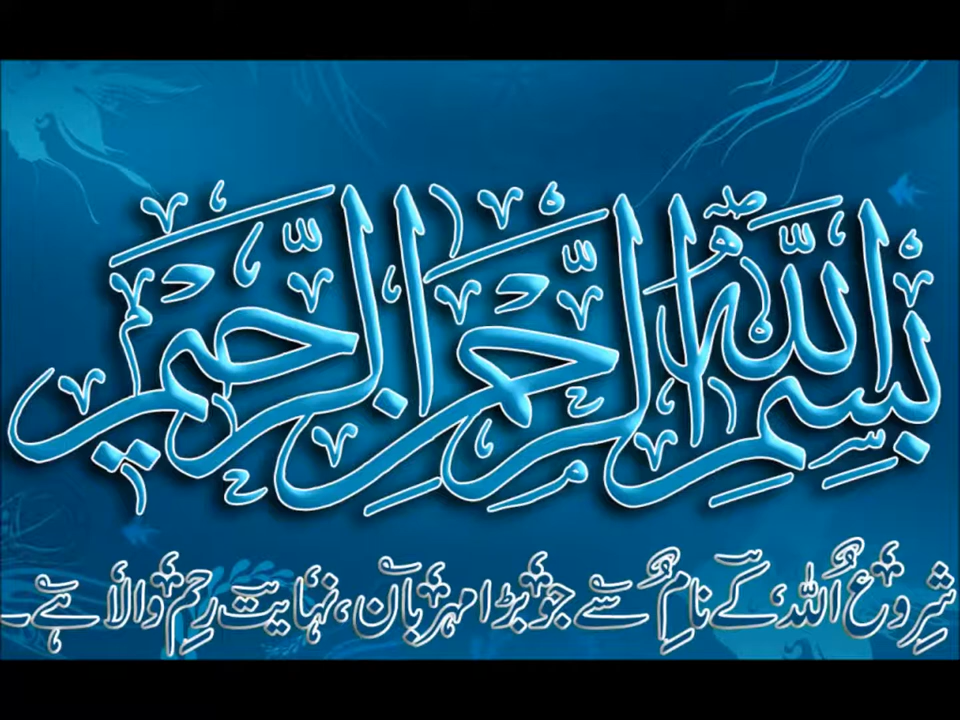 بسم الله الرحمن الرحيم
شروع اللہ کے نام سے جو بڑا مہربان، نہایت رحم والا ہے۔